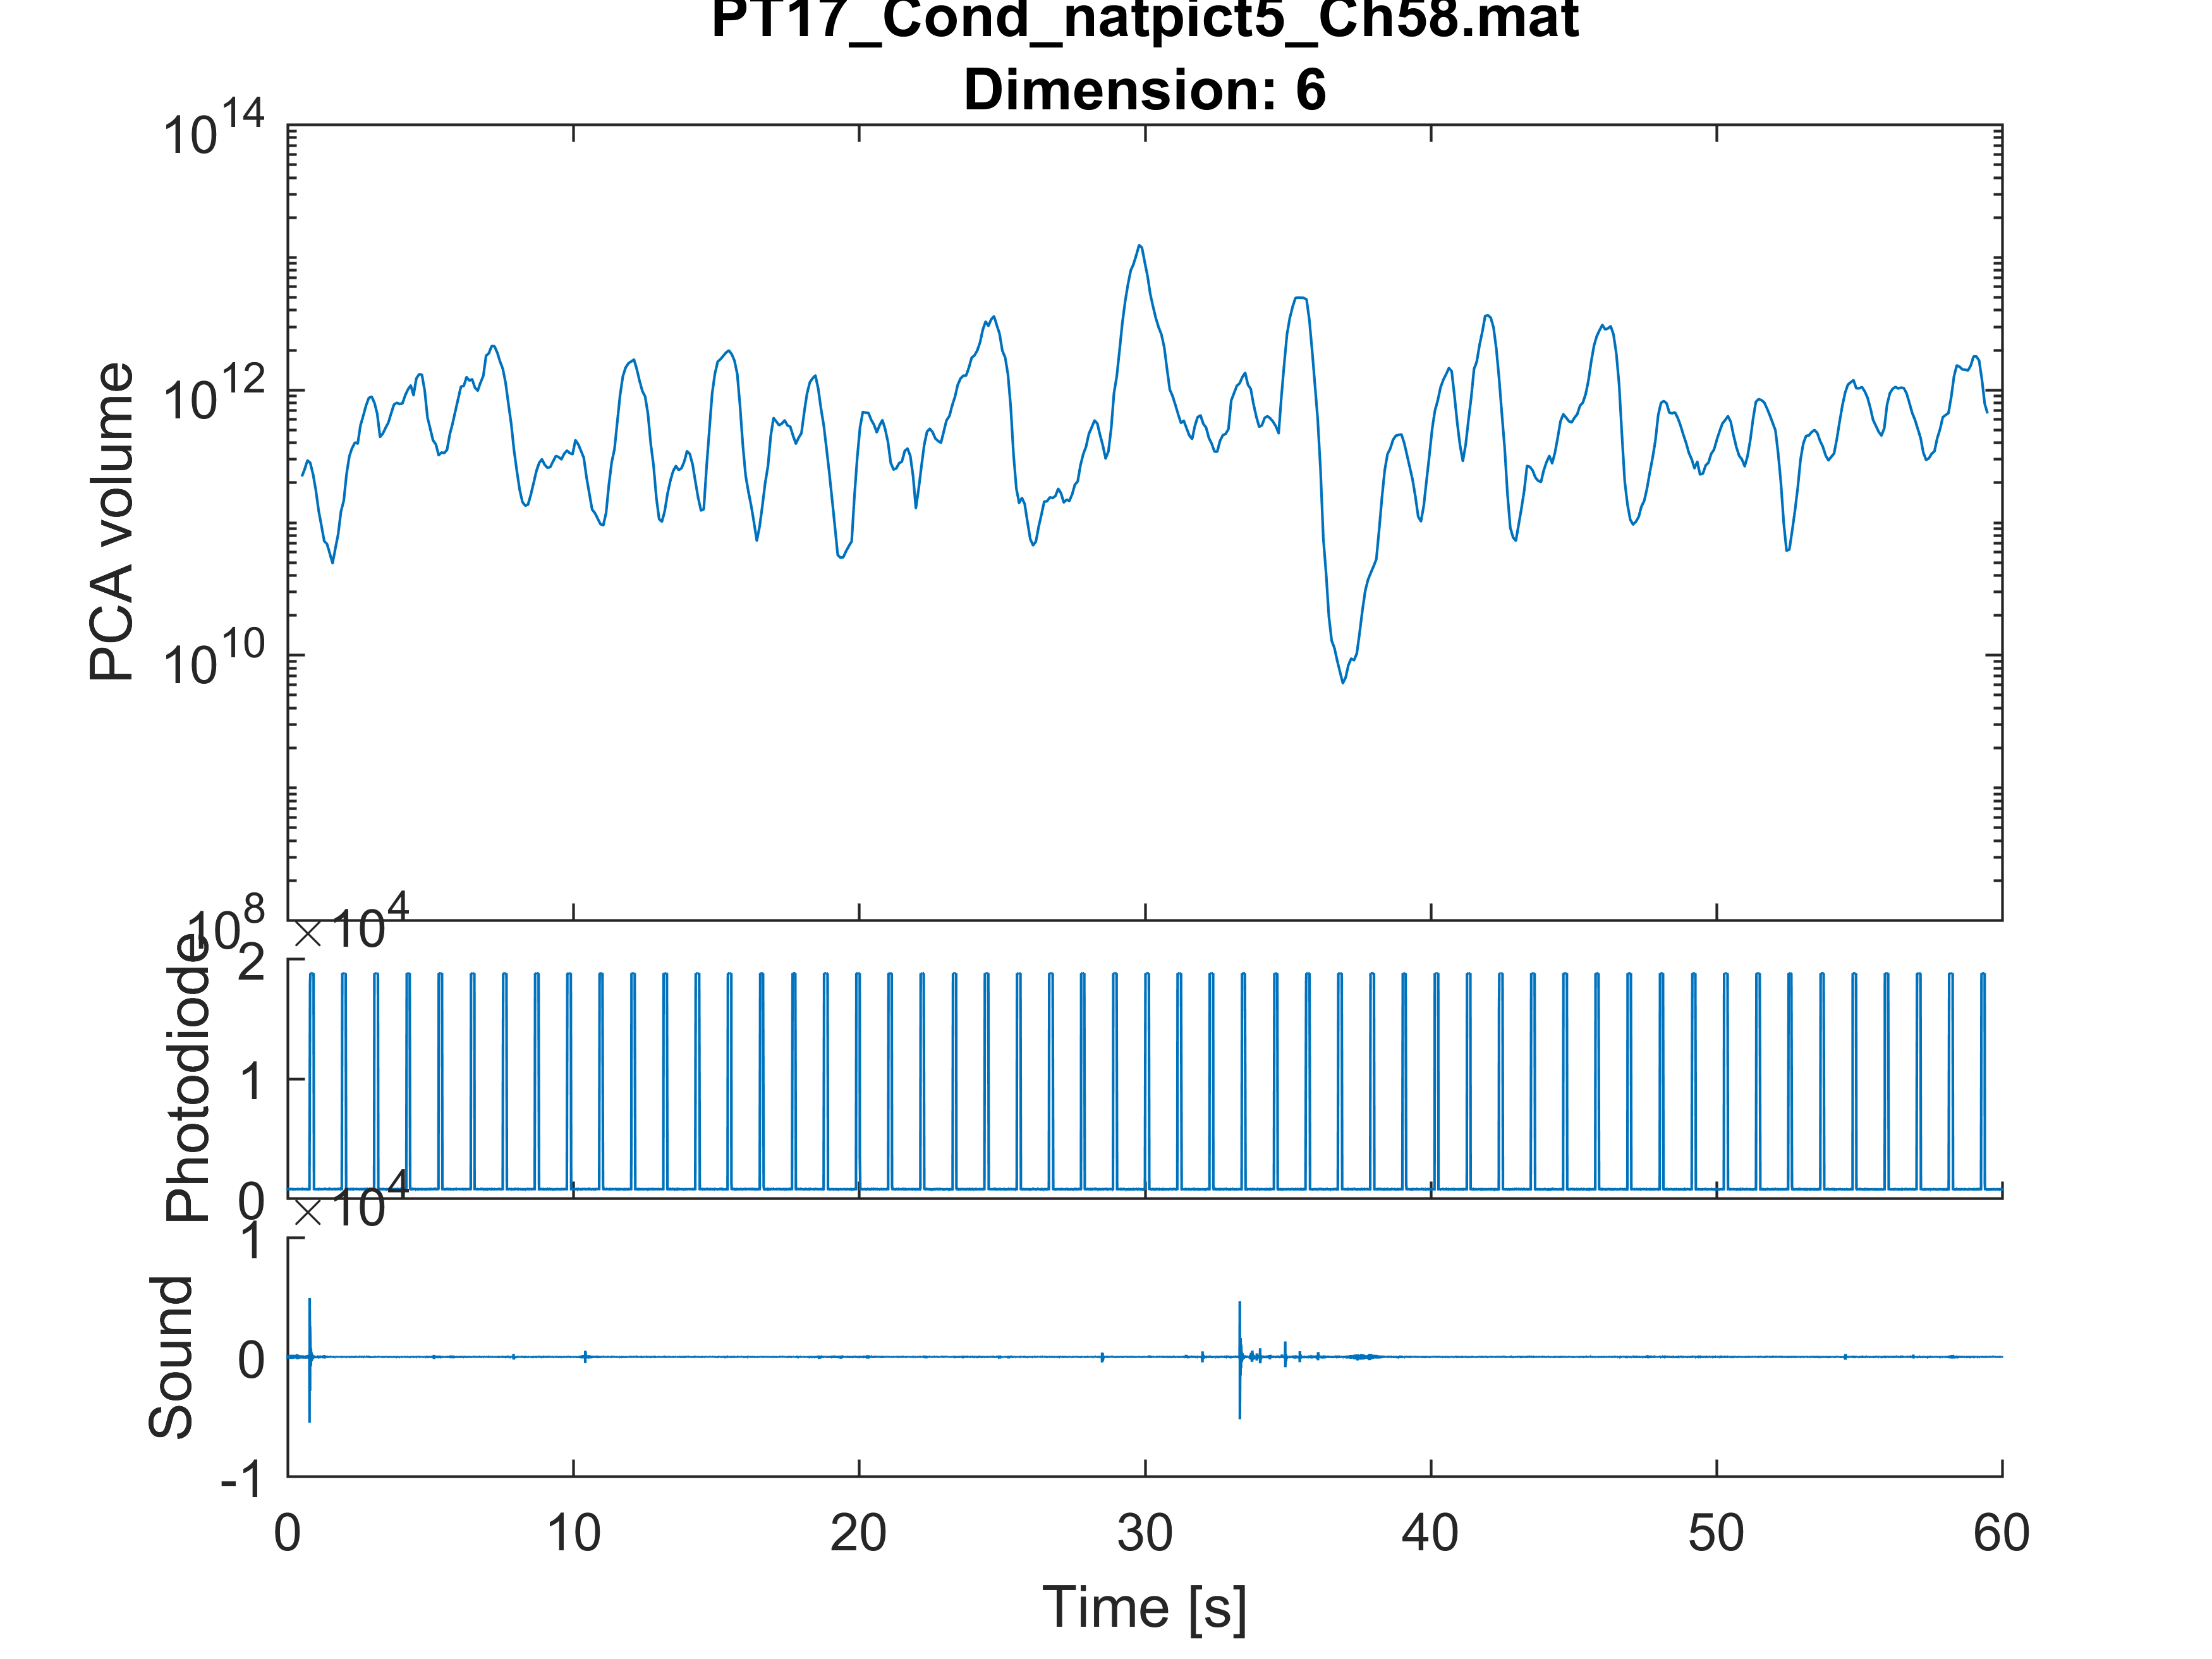 PT17_Cond_natpict5_Ch58.mat
Dimension: 6
PCA volume
10^14
10^12
10^10
10^8
Photodiode
×10^4
2
1
0
Sound
×10^4
1
0
-1
0 10 20 30 40 50 60
Time [s]